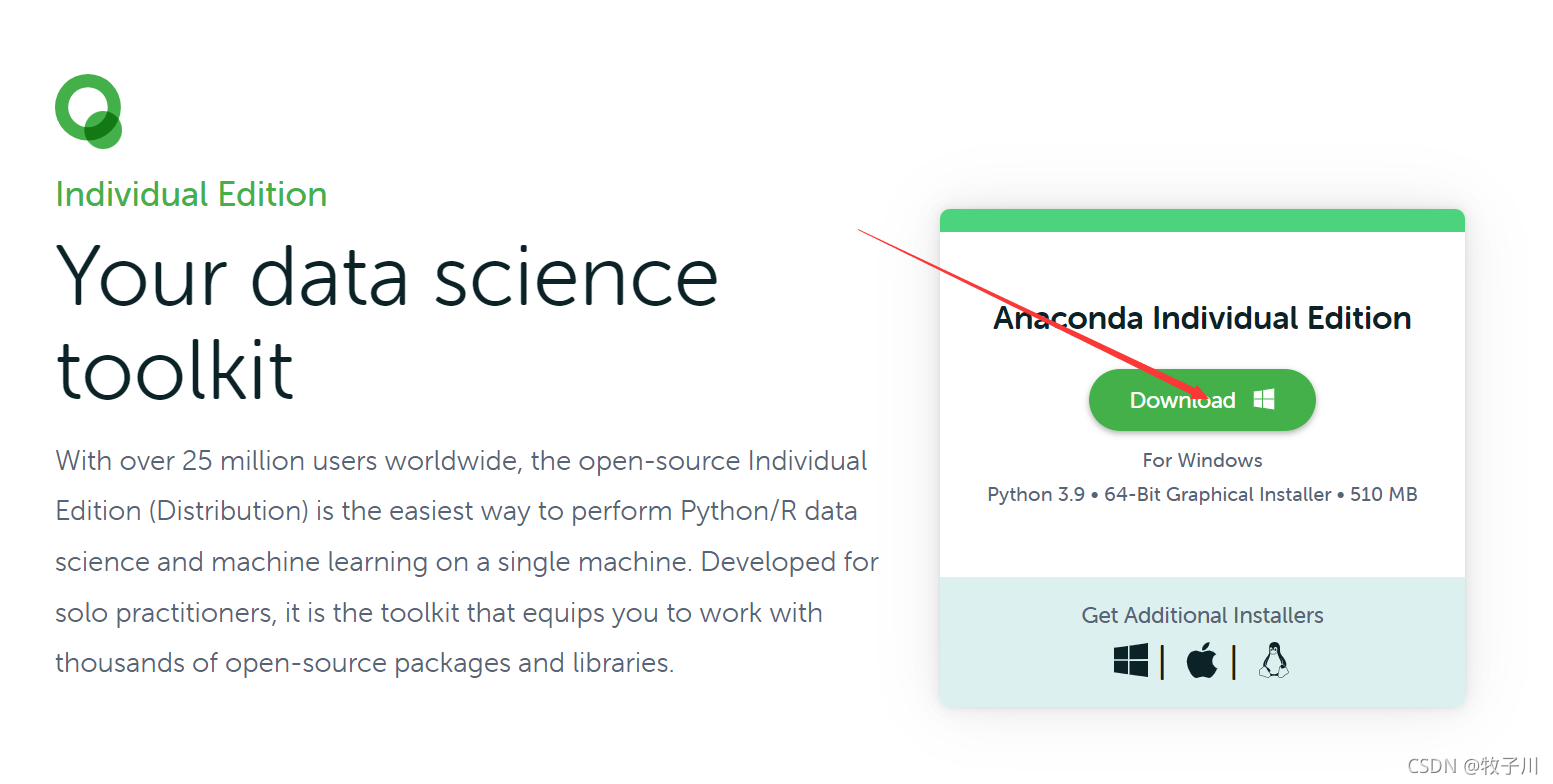 Individual Edition
Your data science
toolkit
With over 25 million users worldwide, the open-source Individual
Edition (Distribution) is the easiest way to perform Python/R data
science and machine learning on a single machine. Developed for
solo practitioners, it is the toolkit that equips you to work with
thousands of open-source packages and libraries.
Anaconda Individual Edition
Download
For Windows
Python 3.9 • 64-Bit Graphical Installer • 510 MB
Get Additional Installers
CSDN @牧子川